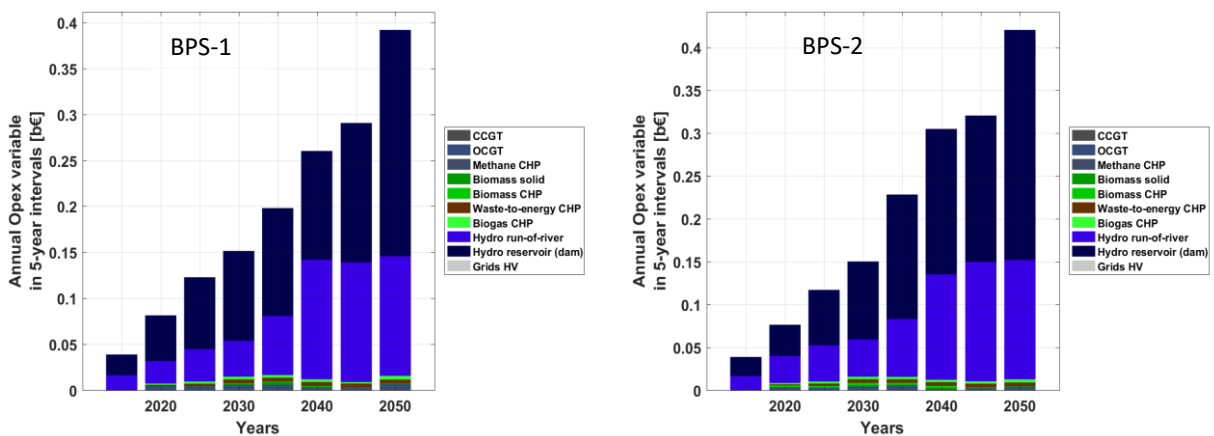 BPS-1
Annual Opex variable
in 5-year intervals [b€]
0.4
0.35
0.3
0.25
0.2
0.15
0.1
0.05
0
2020
2030
2040
2050
Years
CCGT
OCGT
Methane CHP
Biomass solid
Biomass CHP
Waste-to-energy CHP
Biogas CHP
Hydro run-of-river
Hydro reservoir (dam)
Grids HV
BPS-2
Annual Opex variable
in 5-year intervals [b€]
0.4
0.35
0.3
0.25
0.2
0.15
0.1
0.05
0
2020
2030
2040
2050
Years
CCGT
OCGT
Methane CHP
Biomass solid
Biomass CHP
Waste-to-energy CHP
Biogas CHP
Hydro run-of-river
Hydro reservoir (dam)
Grids HV